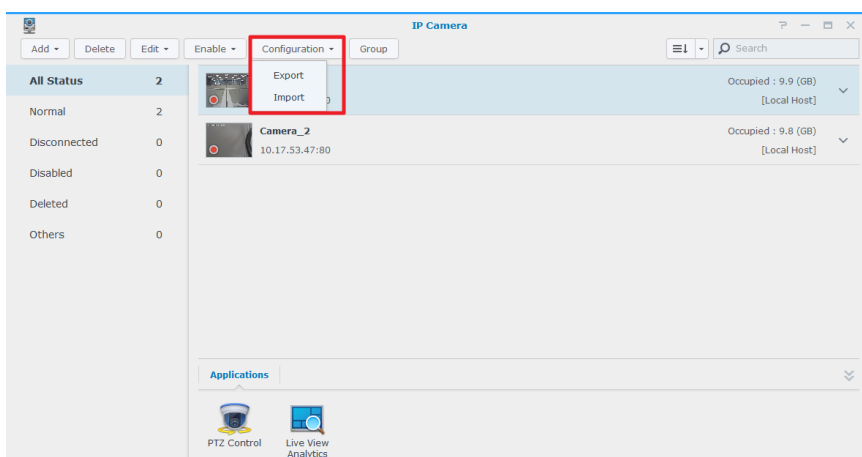 IP Camera
Add Delete Edit Enable Configuration Group Search
All Status 2
Normal 2
Disconnected 0
Disabled 0
Deleted 0
Others 0
Export
Import
Occupied : 9.9 (GB)
[Local Host]
Camera_2
10.17.53.47:80
Occupied : 9.8 (GB)
[Local Host]
Applications
PTZ Control
Live View
Analytics